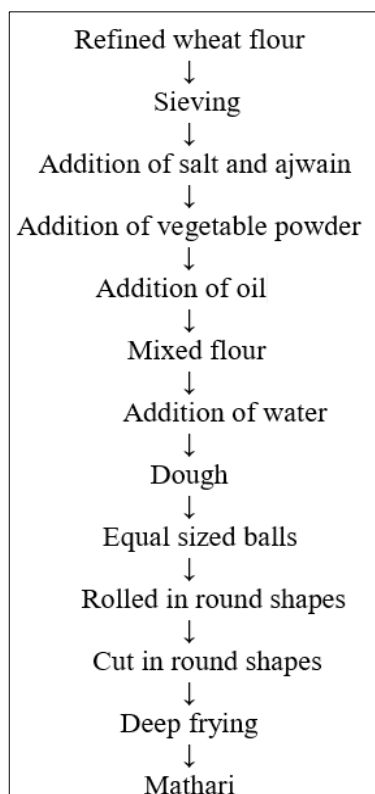 Refined wheat flour
↓
Sieving
↓
Addition of salt and ajwain
↓
Addition of vegetable powder
↓
Addition of oil
↓
Mixed flour
↓
Addition of water
↓
Dough
↓
Equal sized balls
↓
Rolled in round shapes
↓
Cut in round shapes
↓
Deep frying
↓
Mathari